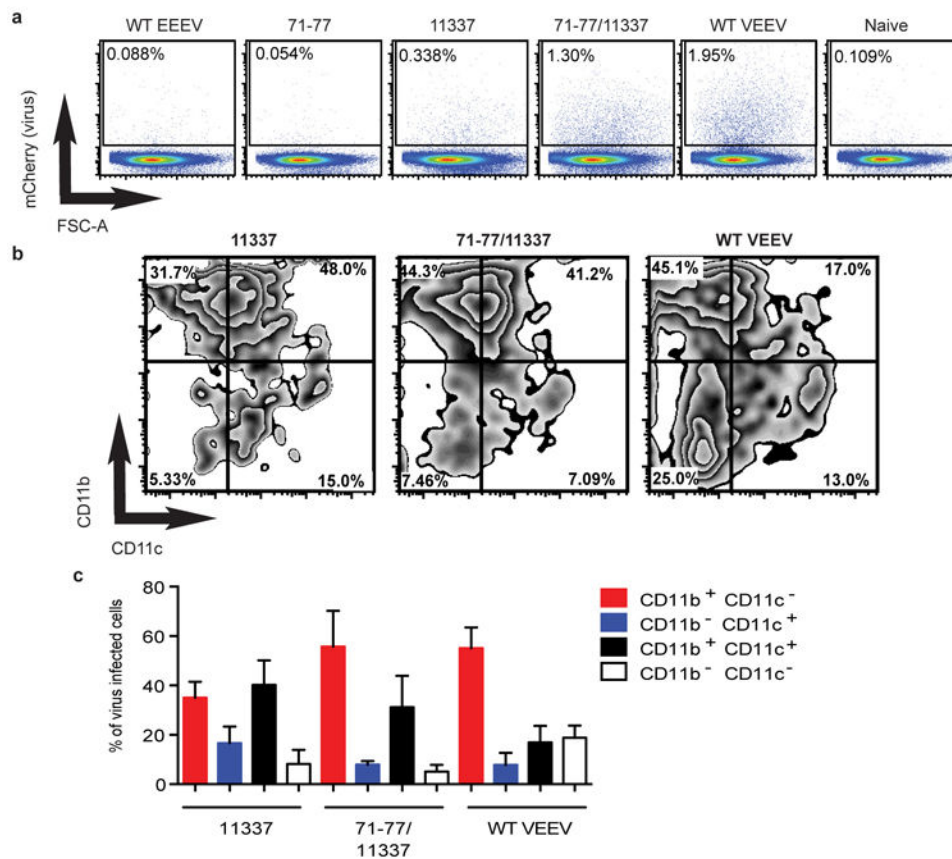 a
WT EEEV 71-77 11337 71-77/11337 WT VEEV Naive
0.088% 0.054% 0.338% 1.30% 1.95% 0.109%
mCherry (virus)
FSC-A
b
11337 71-77/11337 WT VEEV
31.7% 48.0% 44.3% 41.2% 45.1% 17.0%
5.33% 15.0% 7.46% 7.09% 25.0% 13.0%
CD11b
CD11c
c
% of virus infected cells
80
60
40
20
0
CD11b+ CD11c-
CD11b- CD11c+
CD11b+ CD11c+
CD11b- CD11c-
11337 71-77/ WT VEEV
11337